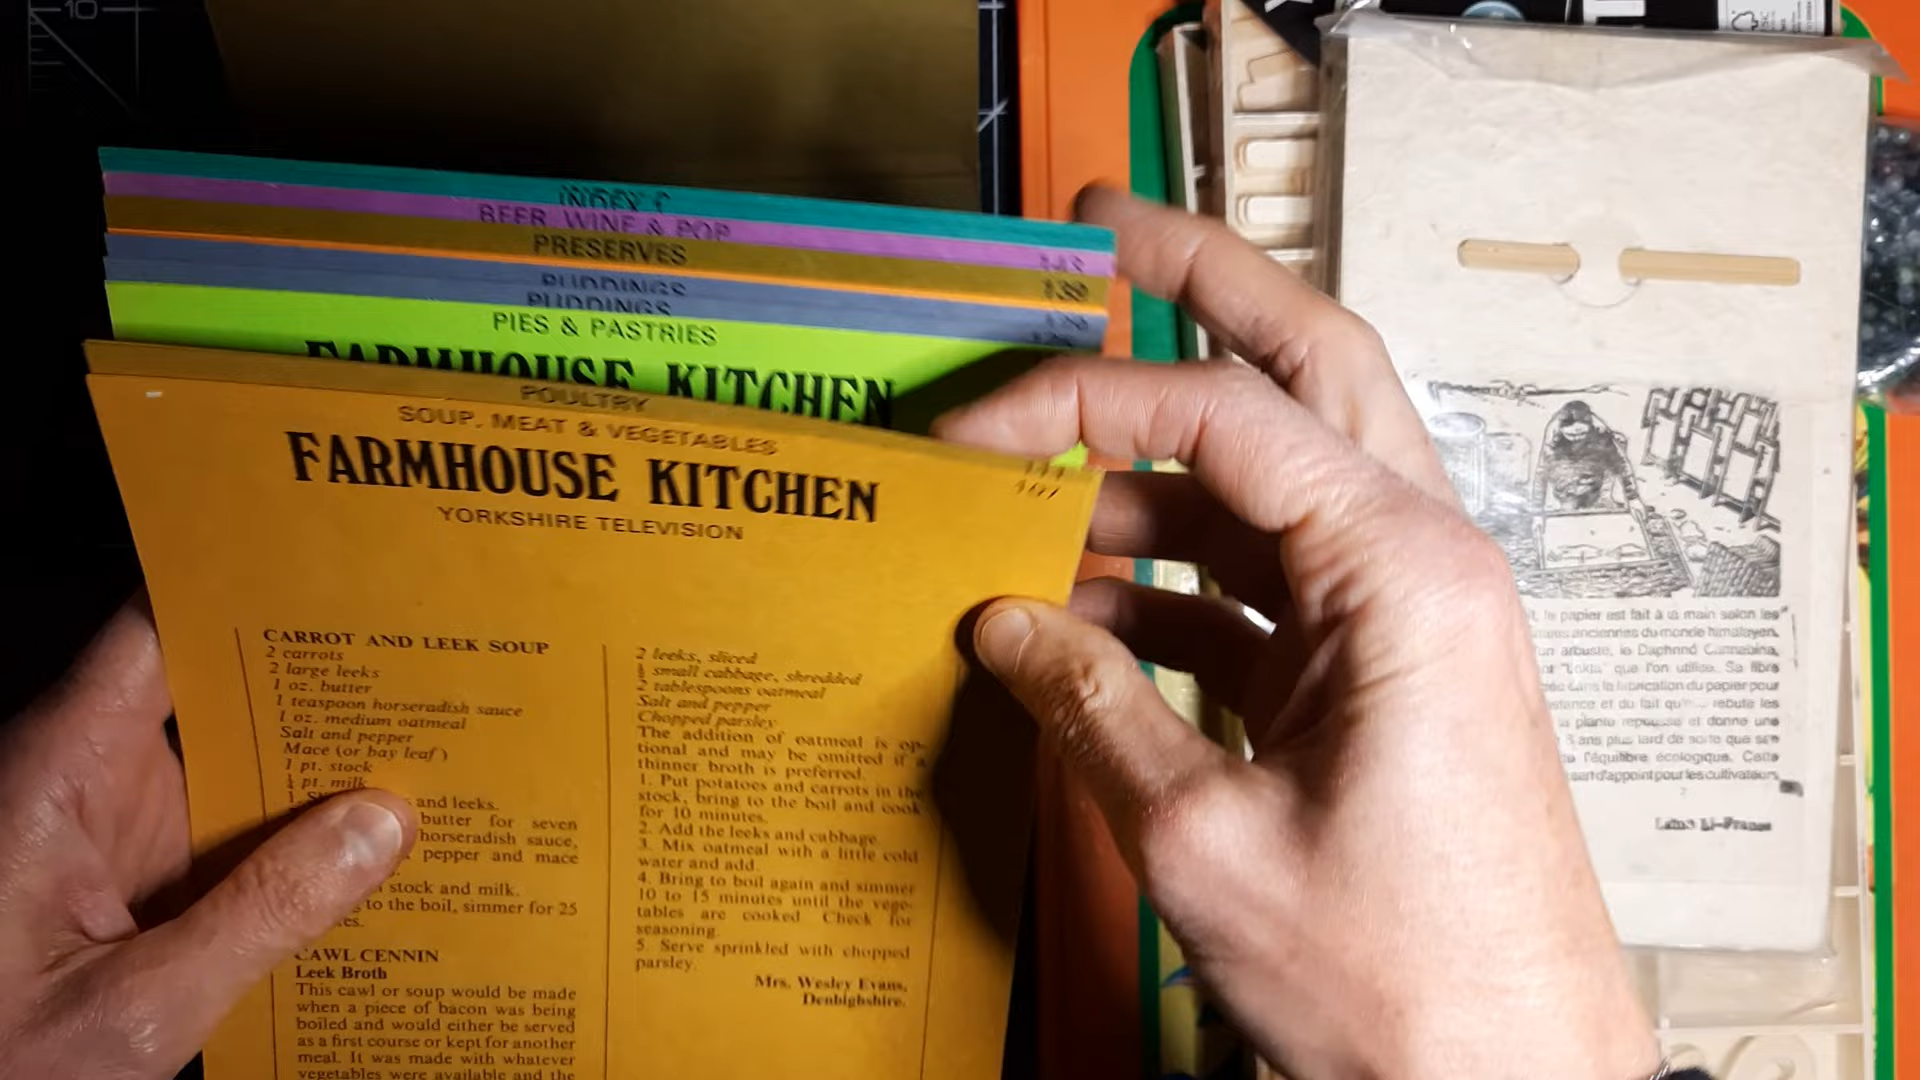 10
INDEX C
BEER, WINE & POP
143
PRESERVES
130
PUDDINGS
PUDDINGS
PIES & PASTRIES
FARMHOUSE KITCHEN
POULTRY
SOUP, MEAT & VEGETABLES
107
FARMHOUSE KITCHEN
YORKSHIRE TELEVISION
CARROT AND LEEK SOUP
2 carrots
2 large leeks
1 oz. butter
1 teaspoon horseradish sauce
1 oz. medium oatmeal
Salt and pepper
Mace (or bay leaf)
1 pt. stock
pt. milk
1. and leeks.
butter for seven
horseradish sauce,
pepper and mace
stock and milk.
to the boil, simmer for 25
CAWL CENNIN
Leek Broth
This cawl or soup would be made
when a piece of bacon was being
boiled and would either be served
as a first course or kept for another
meal. It was made with whatever
vegetables were available and the
2 leeks, sliced
small cabbage, shredded
2 tablespoons oatmeal
Salt and pepper
Chopped parsley
The addition of oatmeal is op-
tional and may be omitted if a
thinner broth is preferred.
1. Put potatoes and carrots in the
stock, bring to the boil and cook
for 10 minutes.
2. Add the leeks and cabbage.
3. Mix oatmeal with a little cold
water and add.
4. Bring to boil again and simmer
10 to 15 minutes until the vege-
tables are cooked. Check for
seasoning.
5. Serve sprinkled with chopped
parsley.
Mrs. Wesley Evans,
Denbighshire.
le papier est fait à la main selon les
anciennes du monde himalayen.
un arbuste, le Daphné
"Lokta" que l'on utilise. Sa fibre
dans la fabrication du papier pour
et du fait rebute les
plante repousse et donne une
ans plus tard de sorte que
l'équilibre écologique. Cette
d'appoint pour les cultivateurs